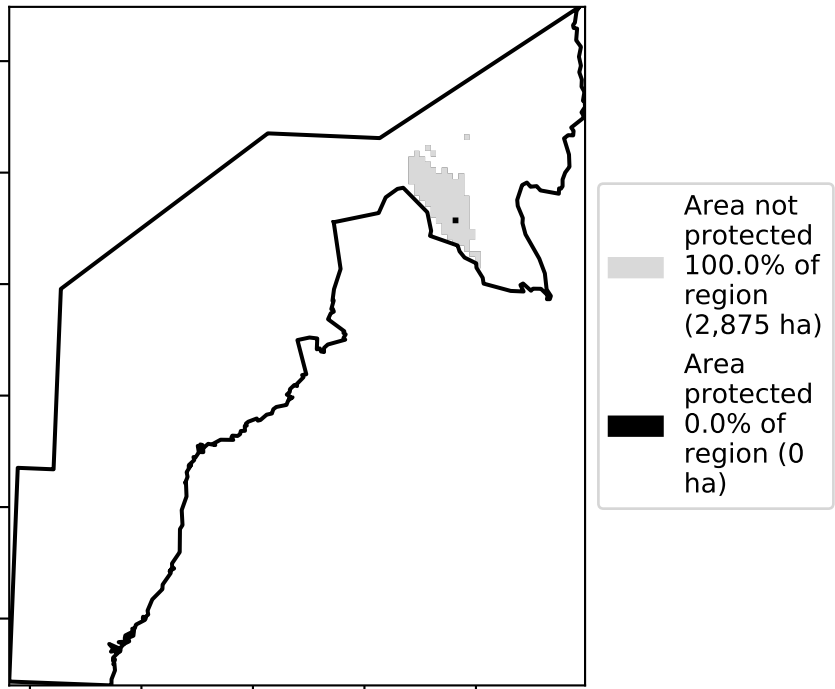 Area not
protected
100.0% of
region
(2,875 ha)
Area
protected
0.0% of
region (0
ha)